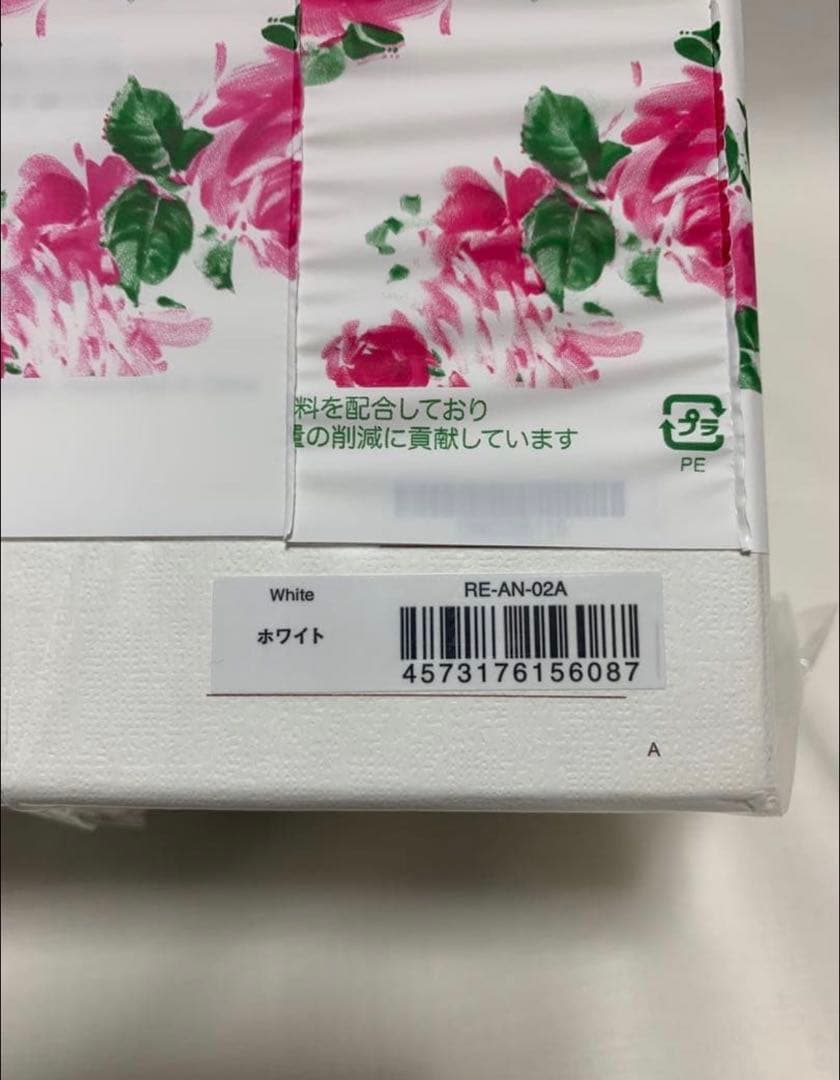 料を配合しており
量の削減に貢献しています
プラ
PE
White
RE-AN-02A
ホワイト
4573176156087
A